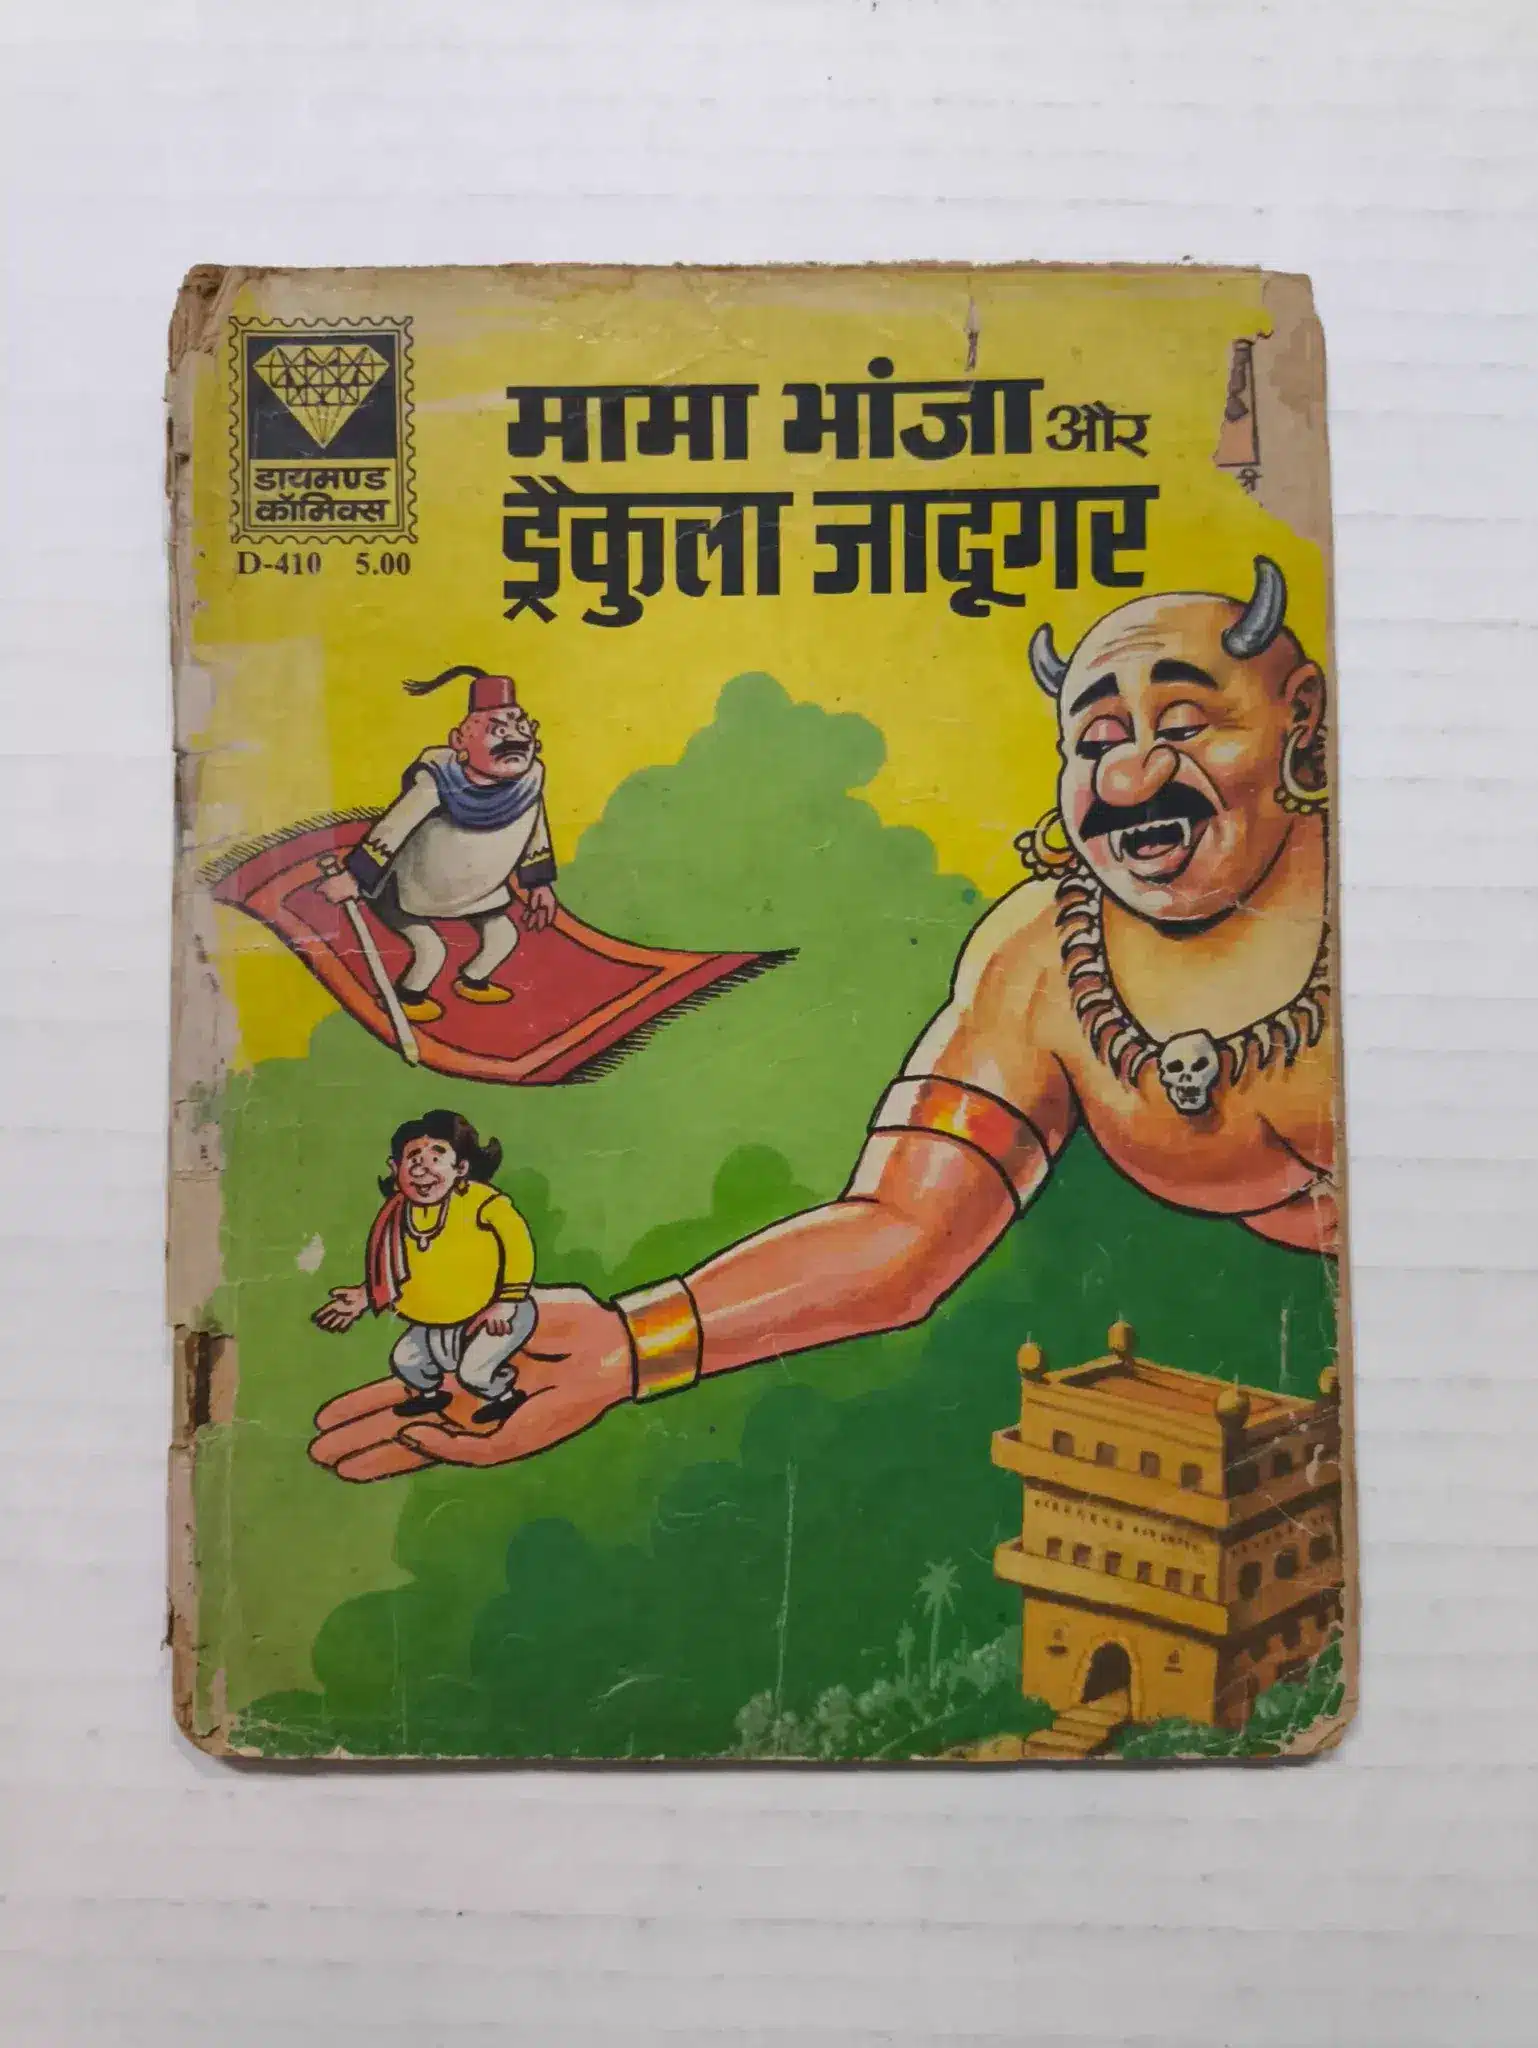 मामा भांजा और
ड्रैकुला जादूगर
डायमण्ड
कॉमिक्स
D-410 5.00